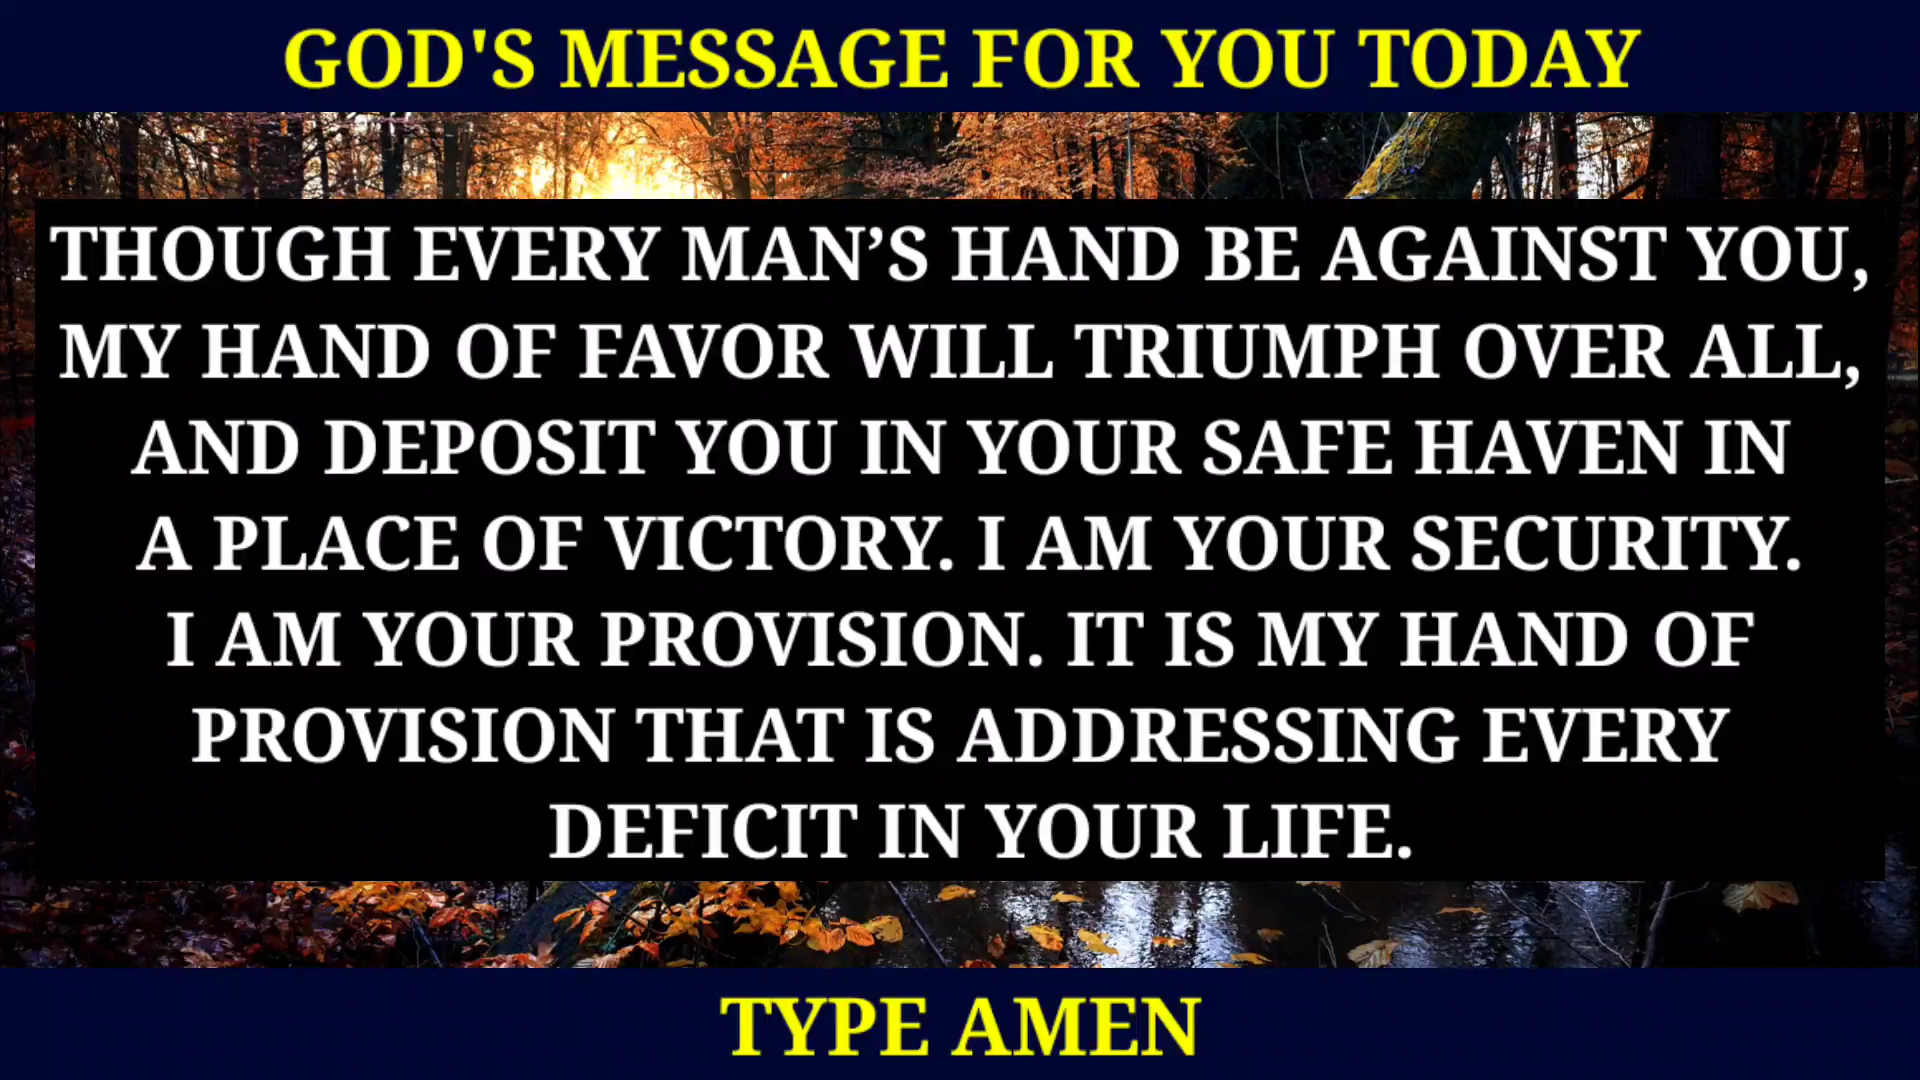 GOD'S MESSAGE FOR YOU TODAY
THOUGH EVERY MAN’S HAND BE AGAINST YOU,
MY HAND OF FAVOR WILL TRIUMPH OVER ALL,
AND DEPOSIT YOU IN YOUR SAFE HAVEN IN
A PLACE OF VICTORY. I AM YOUR SECURITY.
I AM YOUR PROVISION. IT IS MY HAND OF
PROVISION THAT IS ADDRESSING EVERY
DEFICIT IN YOUR LIFE.
TYPE AMEN